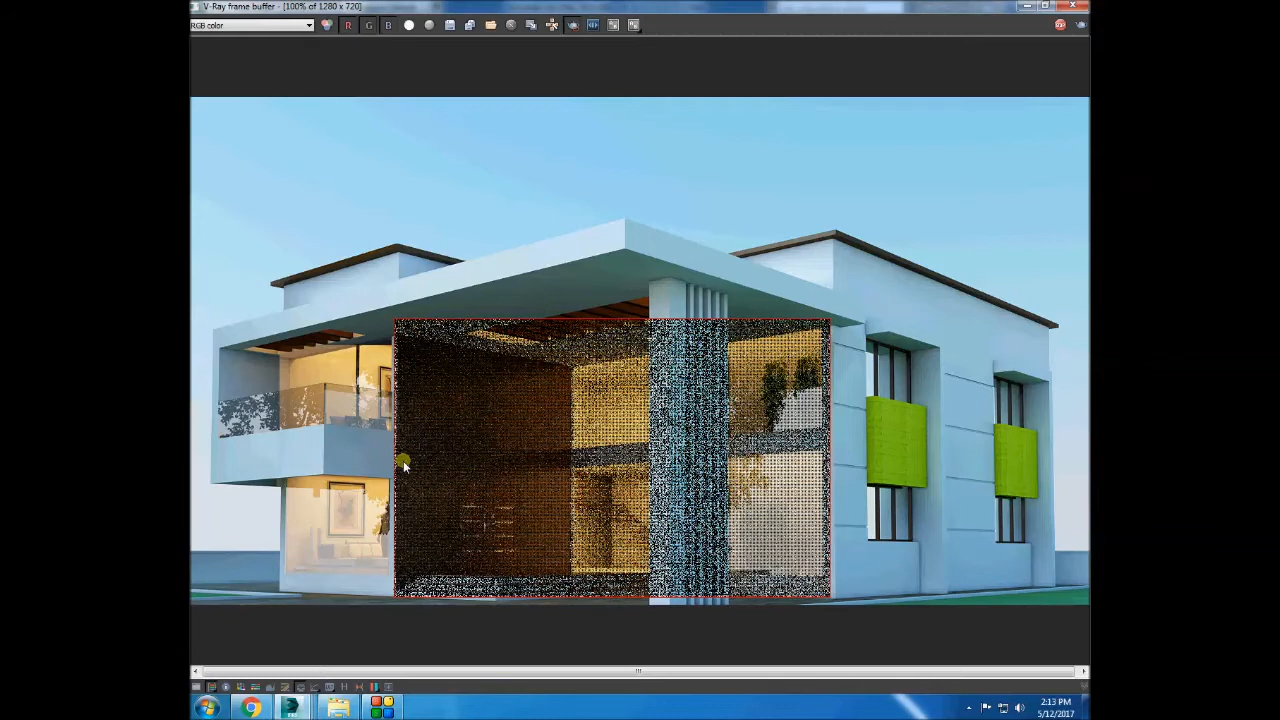 V-Ray frame buffer - [100% of 1280 x 720]
RGB color
R
G
B
H
2:13 PM
5/12/2017